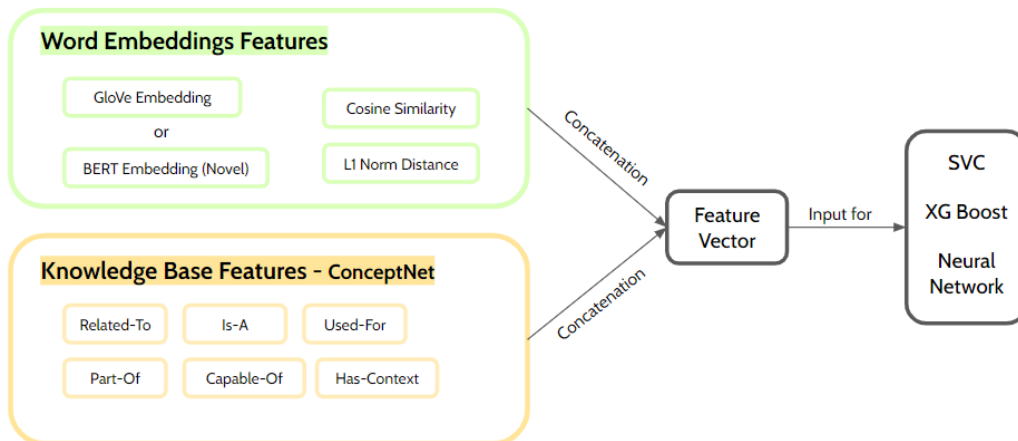 Word Embeddings Features
GloVe Embedding
or
BERT Embedding (Novel)
Cosine Similarity
L1 Norm Distance
Knowledge Base Features - ConceptNet
Related-To
Is-A
Used-For
Part-Of
Capable-Of
Has-Context
Concatenation
Concatenation
Feature
Vector
Input for
SVC
XG Boost
Neural
Network